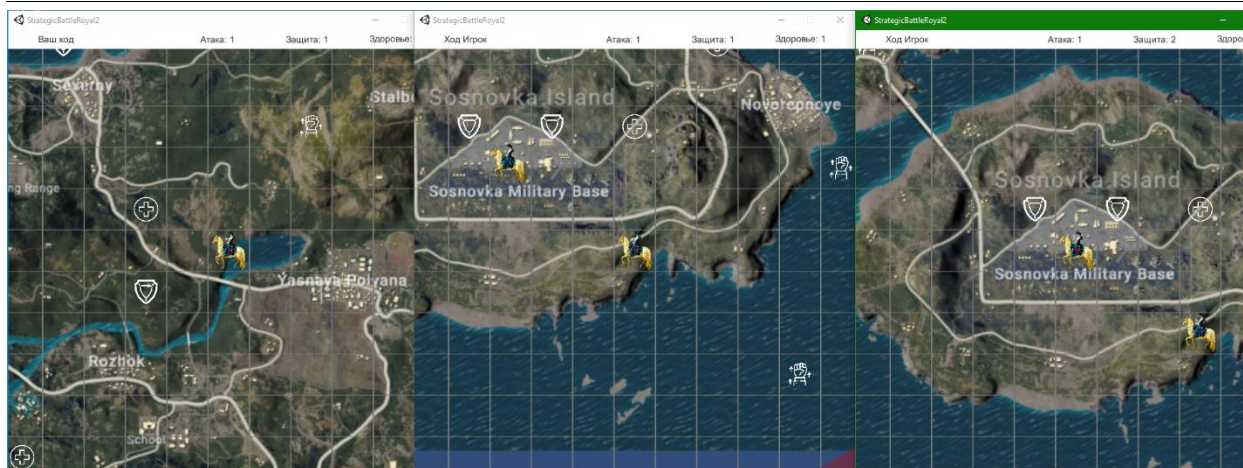 StrategicBattleRoyal2
Ваш ход Атака: 1 Защита: 1 Здоровье:
Severny
Stalb
ng Range
Yasnaya Polyana
Rozhok
School
StrategicBattleRoyal2
Ход Игрок Атака: 1 Защита: 1 Здоровье: 1
Sosnovka Island
Novorepnoye
Sosnovka Military Base
StrategicBattleRoyal2
Ход Игрок Атака: 1 Защита: 2 Здоро
Sosnovka Island
Sosnovka Military Base